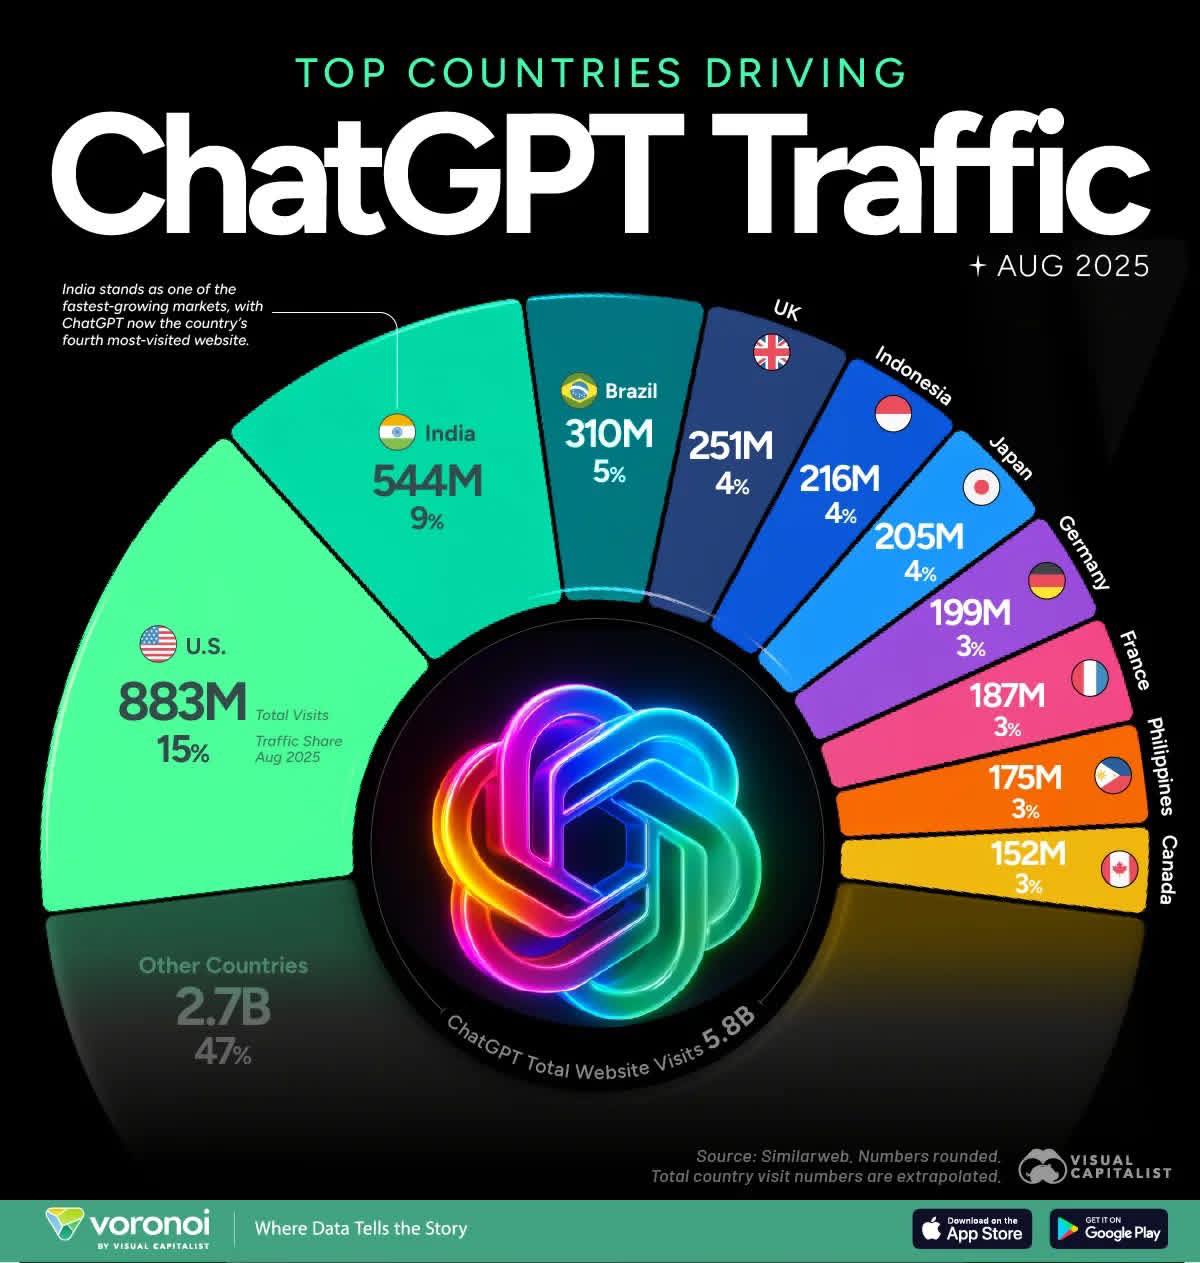 TOP COUNTRIES DRIVING
ChatGPT Traffic
AUG 2025
India stands as one of the
fastest-growing markets, with
ChatGPT now the country's
fourth most-visited website.
U.S.
883M
Total Visits
15%
Traffic Share
Aug 2025
India
544M
9%
Brazil
310M
5%
UK
251M
4%
Indonesia
216M
4%
Japan
205M
4%
Germany
199M
3%
France
187M
3%
Philippines
175M
3%
Canada
152M
3%
Other Countries
2.7B
47%
ChatGPT Total Website Visits 5.8B
Source: Similarweb. Numbers rounded.
Total country visit numbers are extrapolated.
VISUAL
CAPITALIST
voronoi
BY VISUAL CAPITALIST
Where Data Tells the Story
Download on the
App Store
GET IT ON
Google Play